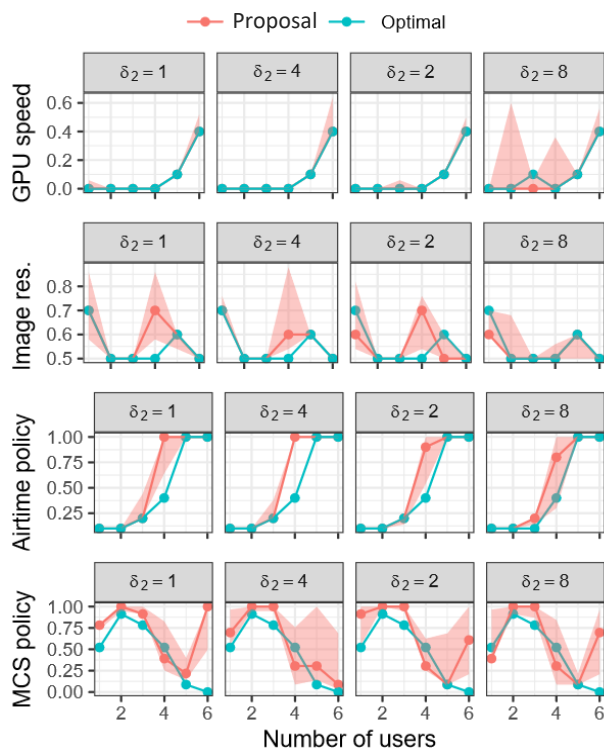 Proposal Optimal
δ₂ = 1 δ₂ = 4 δ₂ = 2 δ₂ = 8
GPU speed
0.6
0.4
0.2
0.0
δ₂ = 1 δ₂ = 4 δ₂ = 2 δ₂ = 8
Image res.
0.8
0.7
0.6
0.5
δ₂ = 1 δ₂ = 4 δ₂ = 2 δ₂ = 8
Airtime policy
1.00
0.75
0.50
0.25
δ₂ = 1 δ₂ = 4 δ₂ = 2 δ₂ = 8
MCS policy
1.00
0.75
0.50
0.25
0.00
2 4 6 2 4 6 2 4 6 2 4 6
Number of users